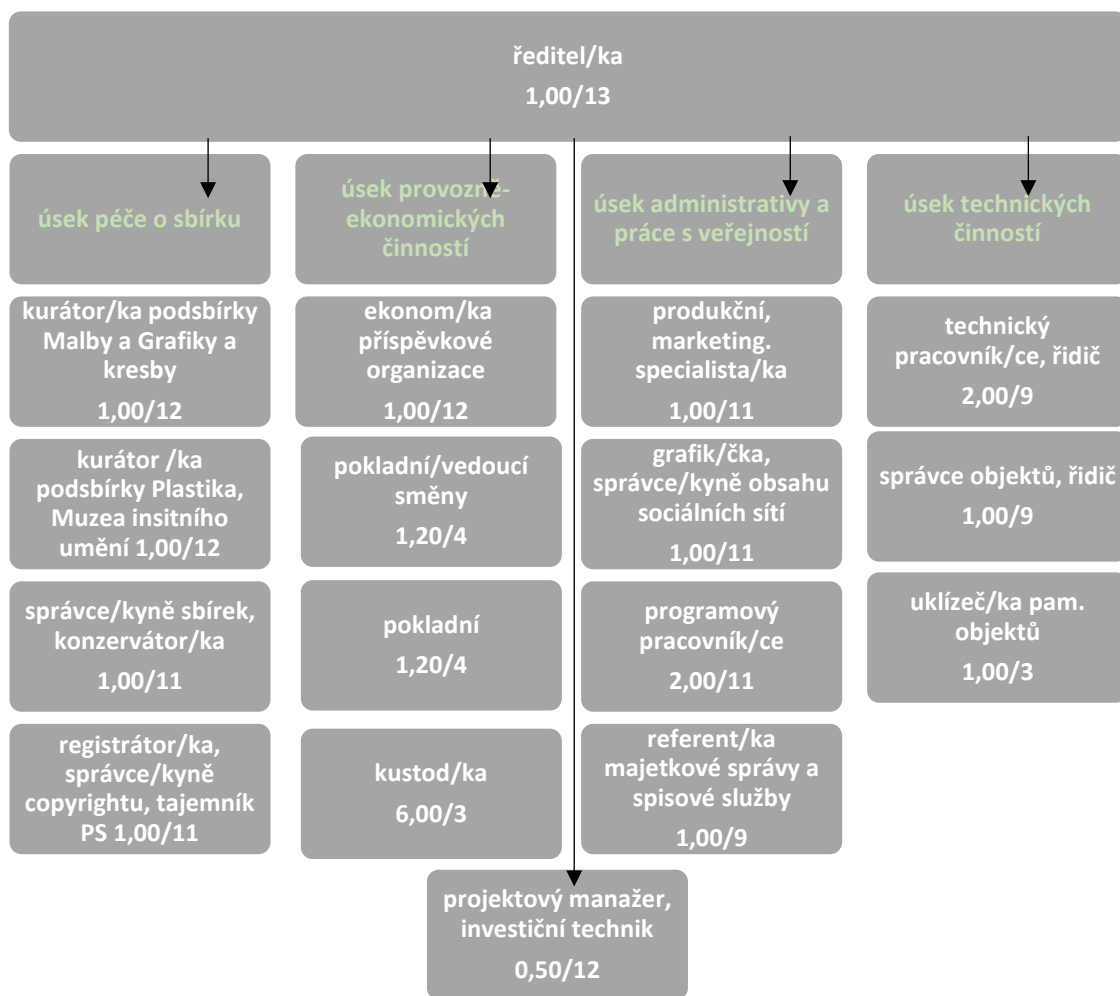 ředitel/ka
1,00/13
úsek péče o sbírku
úsek provozně-
ekonomických
činností
úsek administrativy a
práce s veřejností
úsek technických
činností
kurátor/ka podsbírky
Malby a Grafiky a
kresby
1,00/12
ekonom/ka
příspěvkové
organizace
1,00/12
produkční,
marketing.
specialista/ka
1,00/11
technický
pracovník/ce, řidič
2,00/9
kurátor /ka
podsbírky Plastika,
Muzea insitního
umění 1,00/12
pokladní/vedoucí
směny
1,20/4
grafik/čka,
správce/kyně obsahu
sociálních sítí
1,00/11
správce objektů, řidič
1,00/9
správce/kyně sbírek,
konzervátor/ka
1,00/11
pokladní
1,20/4
programový
pracovník/ce
2,00/11
uklízeč/ka pam.
objektů
1,00/3
registrátor/ka,
správce/kyně
copyrightu, tajemník
PS 1,00/11
kustod/ka
6,00/3
referent/ka
majetkové správy a
spisové služby
1,00/9
projektový manažer,
investiční technik
0,50/12